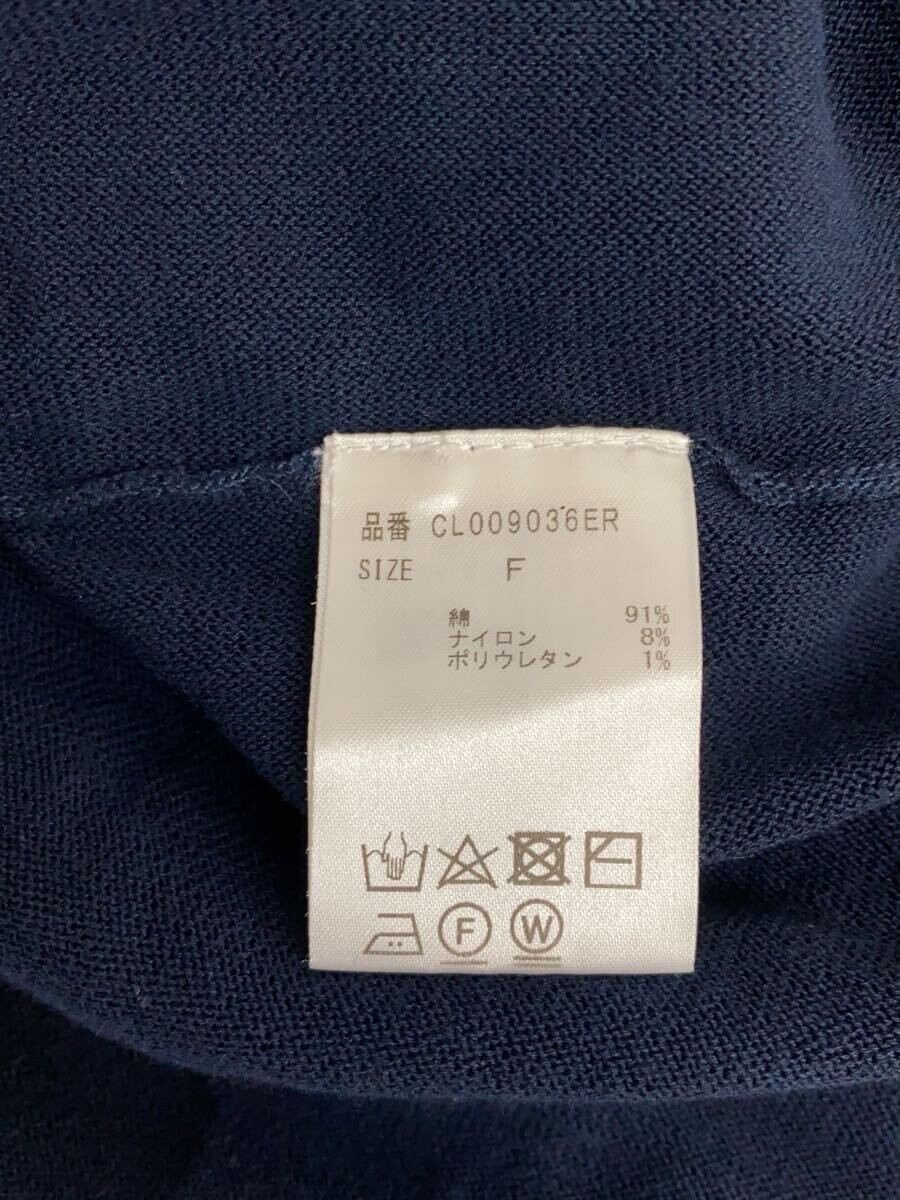 品番 CL009036ER
SIZE F
綿 91%
ナイロン 8%
ポリウレタン 1%
F W